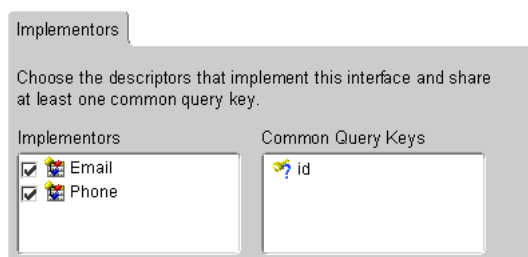 Implementors
Choose the descriptors that implement this interface and share
at least one common query key.
Implementors
Common Query Keys
Email
Phone
id